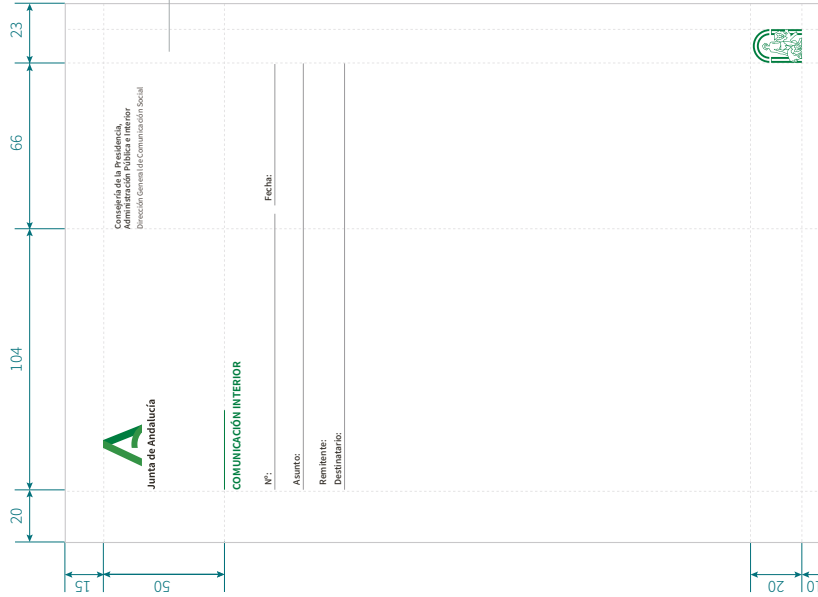 Junta de Andalucía
Consejería de la Presidencia,
Administración Pública e Interior
Dirección General de Comunicación Social
COMUNICACIÓN INTERIOR
Nº:
Fecha:
Asunto:
Remitente:
Destinatario:
20
104
66
23
15
50
20
10